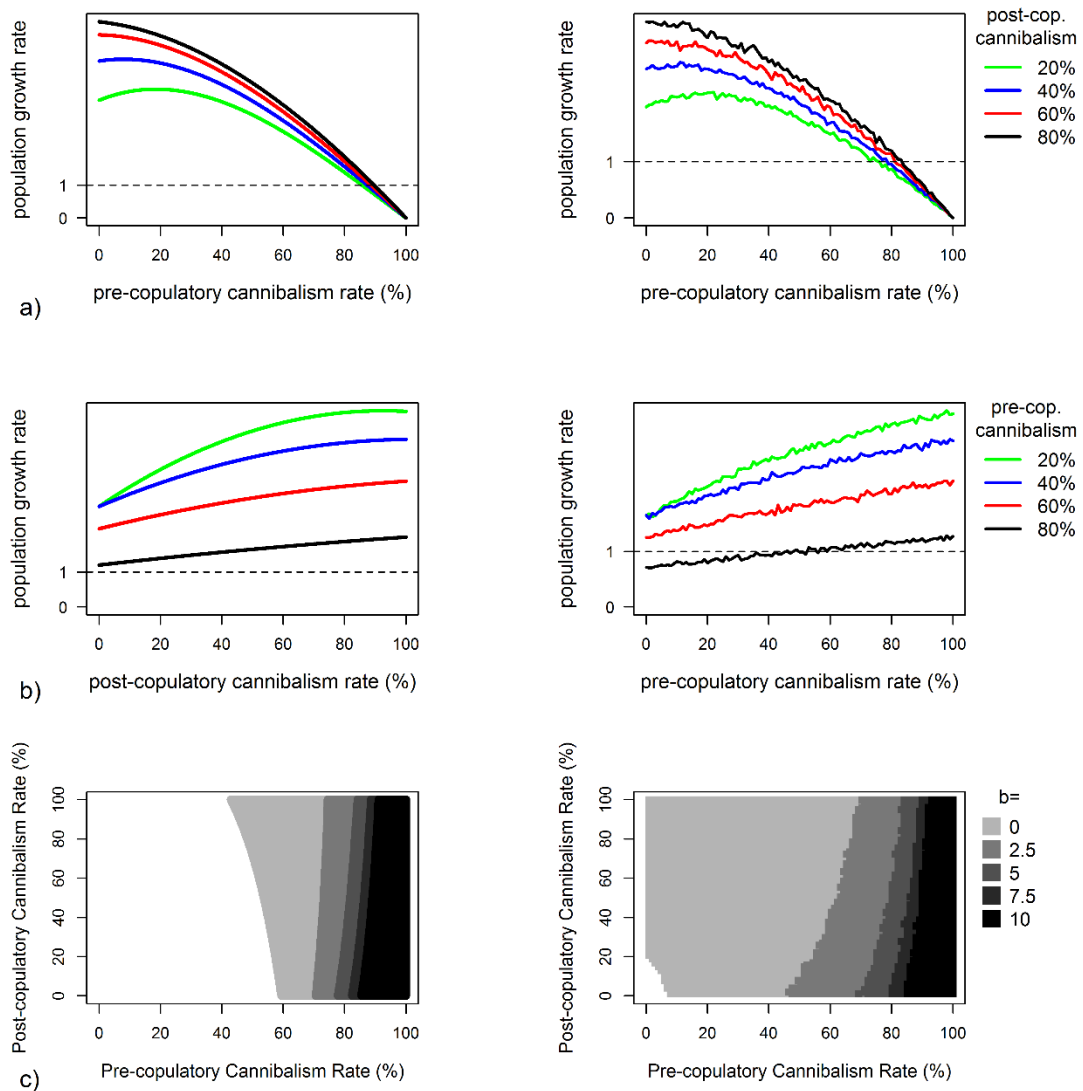 a)
population growth rate
1
0
0 20 40 60 80 100
pre-copulatory cannibalism rate (%)
population growth rate
1
0
0 20 40 60 80 100
pre-copulatory cannibalism rate (%)
post-cop.
cannibalism
20%
40%
60%
80%
b)
population growth rate
1
0
0 20 40 60 80 100
post-copulatory cannibalism rate (%)
population growth rate
1
0
0 20 40 60 80 100
pre-copulatory cannibalism rate (%)
pre-cop.
cannibalism
20%
40%
60%
80%
c)
Post-copulatory Cannibalism Rate (%)
0 20 40 60 80 100
0 20 40 60 80 100
Pre-copulatory Cannibalism Rate (%)
Post-copulatory Cannibalism Rate (%)
0 20 40 60 80 100
0 20 40 60 80 100
Pre-copulatory Cannibalism Rate (%)
b=
0
2.5
5
7.5
10